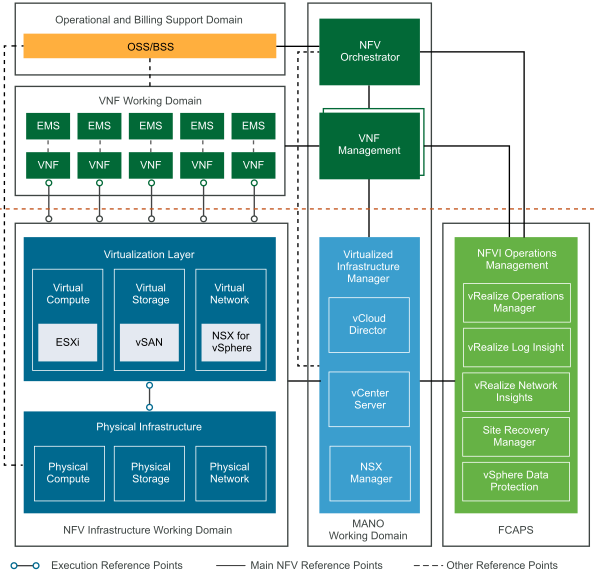 Operational and Billing Support Domain
OSS/BSS
VNF Working Domain
EMS EMS EMS EMS EMS
VNF VNF VNF VNF VNF
NFV
Orchestrator
VNF
Management
Virtualization Layer
Virtual
Compute
ESXi
Virtual
Storage
vSAN
Virtual
Network
NSX for
vSphere
Physical Infrastructure
Physical
Compute
Physical
Storage
Physical
Network
NFV Infrastructure Working Domain
Virtualized
Infrastructure
Manager
vCloud
Director
vCenter
Server
NSX
Manager
MANO
Working Domain
NFVI Operations
Management
vRealize Operations
Manager
vRealize Log Insight
vRealize Network
Insights
Site Recovery
Manager
vSphere Data
Protection
FCAPS
Execution Reference Points
Main NFV Reference Points
Other Reference Points